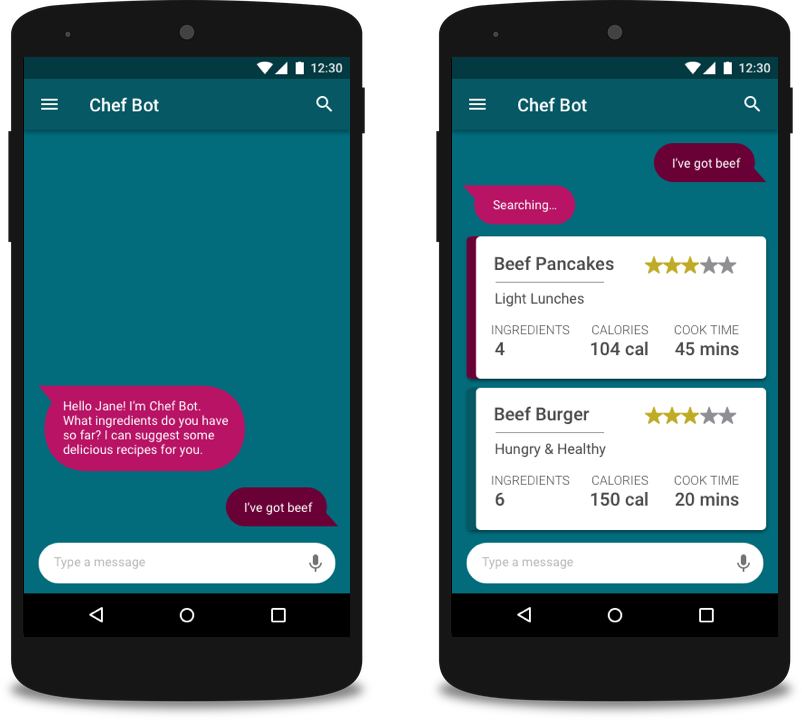 12:30
Chef Bot
Hello Jane! I'm Chef Bot.
What ingredients do you have
so far? I can suggest some
delicious recipes for you.
I've got beef
Type a message
12:30
Chef Bot
I've got beef
Searching...
Beef Pancakes
Light Lunches
INGREDIENTS CALORIES COOK TIME
4 104 cal 45 mins
Beef Burger
Hungry & Healthy
INGREDIENTS CALORIES COOK TIME
6 150 cal 20 mins
Type a message